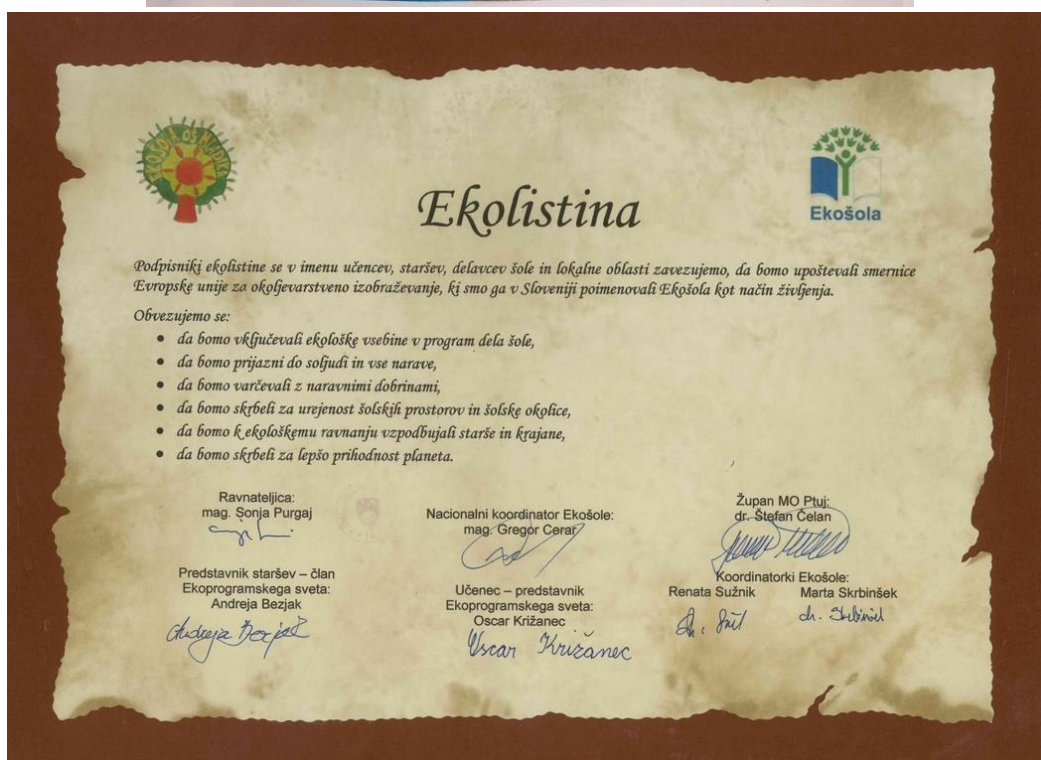 EKOŠOLA OŠ MLADIKA
Ekošola
Ekolistina
Podpisniki ekolistine se v imenu učencev, staršev, delavcev šole in lokalne oblasti zavezujemo, da bomo upoštevali smernice
Evropske unije za okoljevarstveno izobraževanje, ki smo ga v Sloveniji poimenovali Ekošola kot način življenja.
Obvezujemo se:
• da bomo vključevali ekološke vsebine v program dela šole,
• da bomo prijazni do soljudi in vse narave,
• da bomo varčevali z naravnimi dobrinami,
• da bomo skrbeli za urejenost šolskih prostorov in šolske okolice,
• da bomo k ekološkemu ravnanju vzpodbujali starše in krajane,
• da bomo skrbeli za lepšo prihodnost planeta.
Ravnateljica:
mag. Sonja Purgaj
Nacionalni koordinator Ekošole:
mag. Gregor Cerar
Župan MO Ptuj:
dr. Štefan Čelan
Predstavnik staršev – član
Ekoprogramskega sveta:
Andreja Bezjak
Andreja Bezjak
Učenec – predstavnik
Ekoprogramskega sveta:
Oscar Križanec
Oscar Križanec
Koordinatorki Ekošole:
Renata Sužnik Marta Skrbinšek